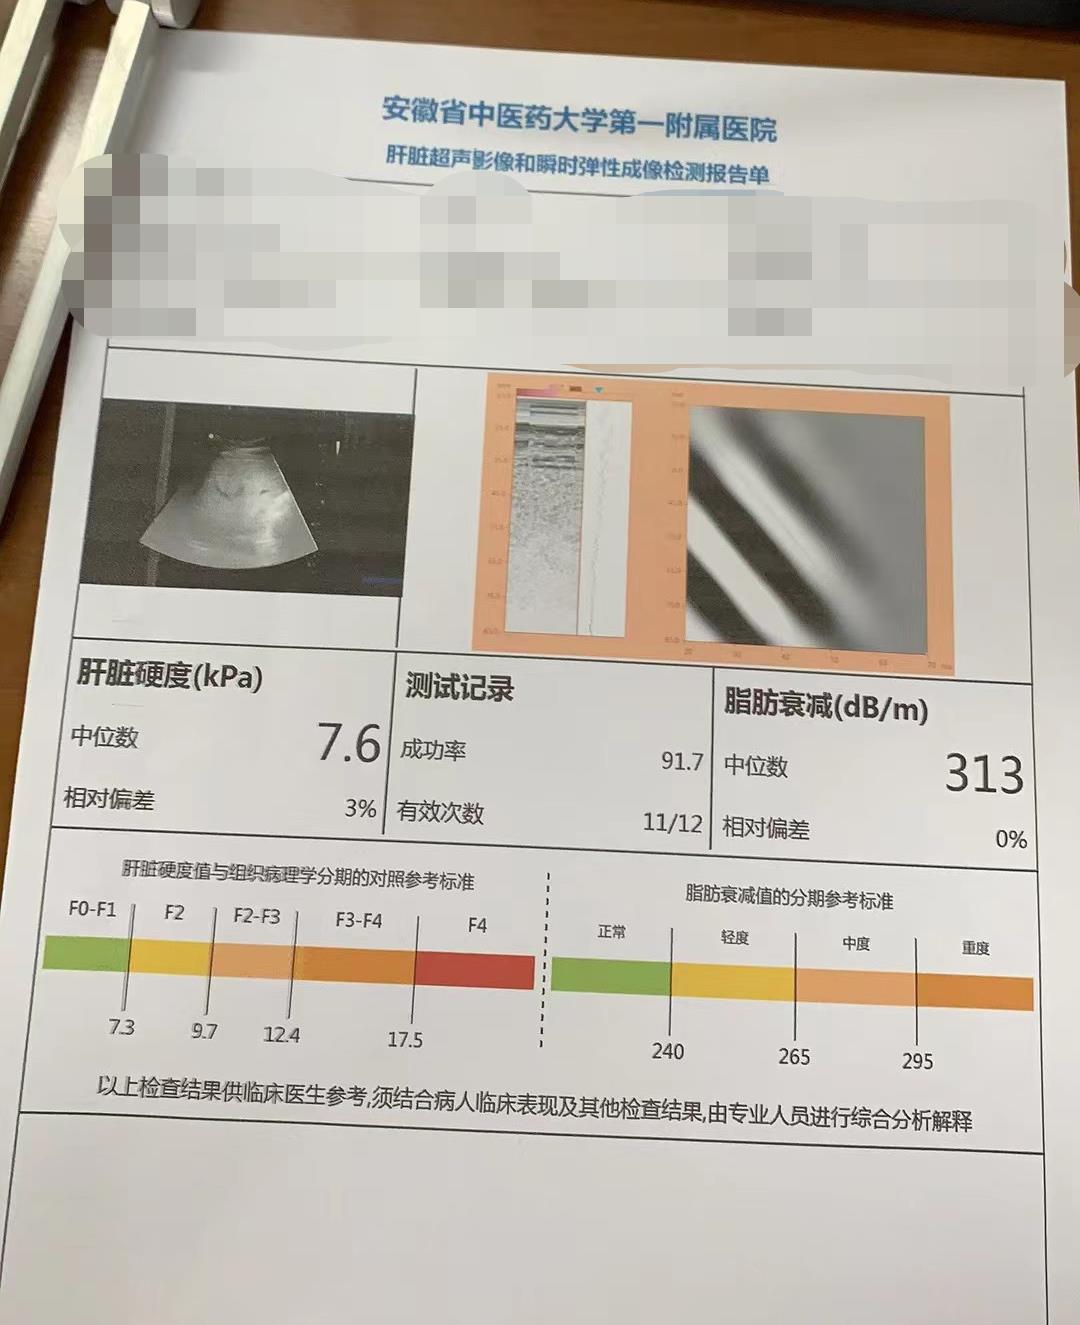 安徽省中医药大学第一附属医院
肝脏超声影像和瞬时弹性成像检测报告单
肝脏硬度(kPa)
中位数 7.6
相对偏差 3%
测试记录
成功率 91.7
有效次数 11/12
脂肪衰减(dB/m)
中位数 313
相对偏差 0%
肝脏硬度值与组织病理学分期的对照参考标准
F0-F1 F2 F2-F3 F3-F4 F4
7.3 9.7 12.4 17.5
脂肪衰减值的分期参考标准
正常 轻度 中度 重度
240 265 295
以上检查结果供临床医生参考,须结合病人临床表现及其他检查结果,由专业人员进行综合分析解释